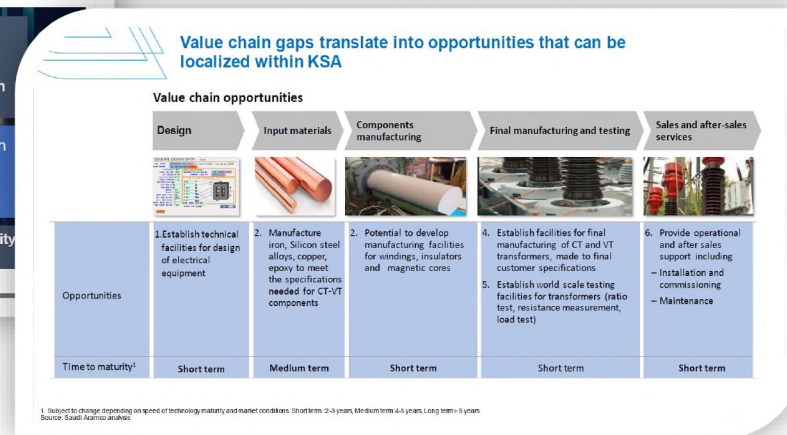 Value chain gaps translate into opportunities that can be
localized within KSA
Value chain opportunities
Design
Input materials
Components
manufacturing
Final manufacturing and testing
Sales and after-sales
services
Opportunities
1.Establish technical
facilities for design
of electrical
equipment
2. Manufacture
iron, Silicon steel
alloys, copper,
epoxy to meet
the specifications
needed for CT-VT
components
2. Potential to develop
manufacturing facilities
for windings, insulators
and magnetic cores
4. Establish facilities for final
manufacturing of CT and VT
transformers, made to final
customer specifications
5. Establish world scale testing
facilities for transformers (ratio
test, resistance measurement,
load test)
6. Provide operational
and after sales
support including
– Installation and
commissioning
– Maintenance
Time to maturity1
Short term
Medium term
Short term
Short term
Short term
1. Subject to change depending on speed of technology maturity and market conditions. Short term :2-3 years, Medium term:4-5 years, Long term> 5 years
Source: Saudi Aramco analysis